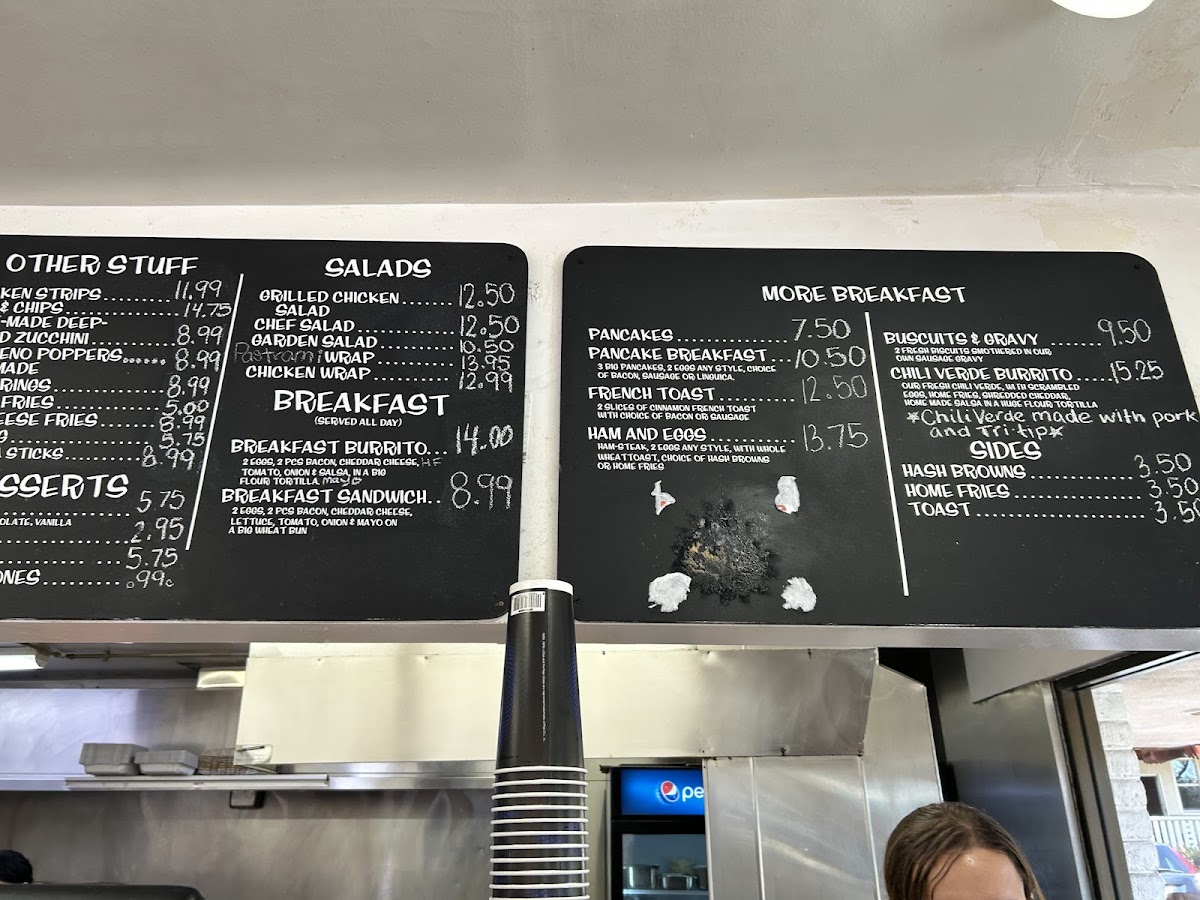 OTHER STUFF
KEN STRIPS........ 11.99
& CHIPS ............ 14.75
-MADE DEEP-
D ZUCCHINI ......... 8.99
ENO POPPERS...... 8.99
MADE
RINGS ............. 8.99
FRIES .............. 5.00
EESE FRIES ....... 8.99
G .................. 5.75
STICKS............ 8.99
SSERTS
5.75
OLATE, VANILLA
2.95
5.75
ONES ......... .99¢
SALADS
GRILLED CHICKEN ....... 12.50
SALAD
CHEF SALAD ............. 12.50
GARDEN SALAD .......... 10.50
Pastrami WRAP .......... 13.95
CHICKEN WRAP ........... 12.99
BREAKFAST
(SERVED ALL DAY)
BREAKFAST BURRITO... 14.00
2 EGGS, 2 PCS BACON, CHEDDAR CHEESE, HF
TOMATO, ONION & SALSA, IN A BIG
FLOUR TORTILLA. mayo
BREAKFAST SANDWICH.. 8.99
2 EGGS, 2 PCS BACON, CHEDDAR CHEESE,
LETTUCE, TOMATO, ONION & MAYO ON
A BIG WHEAT BUN
MORE BREAKFAST
PANCAKES ............... 7.50
PANCAKE BREAKFAST ... 10.50
3 BIG PANCAKES, 2 EGGS ANY STYLE, CHOICE
OF BACON, SAUSAGE OR LINGUICA.
FRENCH TOAST .......... 12.50
2 SLICES OF CINNAMON FRENCH TOAST
WITH CHOICE OF BACON OR SAUSAGE
HAM AND EGGS ........... 13.75
HAM-STEAK, 2 EGGS ANY STYLE, WITH WHOLE
WHEAT TOAST, CHOICE OF HASH BROWNS
OR HOME FRIES
BUSCUITS & GRAVY ........ 9.50
2 FRESH BISCUITS SMOTHERED IN OUR
OWN SAUSAGE GRAVY
CHILI VERDE BURRITO ..... 15.25
OUR FRESH CHILI VERDE, WITH SCRAMBLED
EGGS, HOME FRIES, SHREDDED CHEDDAR,
HOME MADE SALSA IN A HUGE FLOUR TORTILLA
*Chili Verde made with pork
and Tri-tip*
SIDES
HASH BROWNS .............. 3.50
HOME FRIES ................ 3.50
TOAST ...................... 3.50
pe